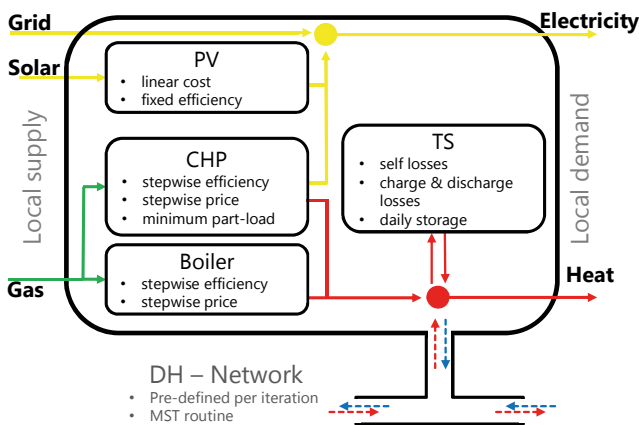 Grid
Electricity
Solar
PV
• linear cost
• fixed efficiency
Local supply
CHP
• stepwise efficiency
• stepwise price
• minimum part-load
TS
• self losses
• charge & discharge
losses
• daily storage
Local demand
Boiler
• stepwise efficiency
• stepwise price
Gas
Heat
DH – Network
• Pre-defined per iteration
• MST routine